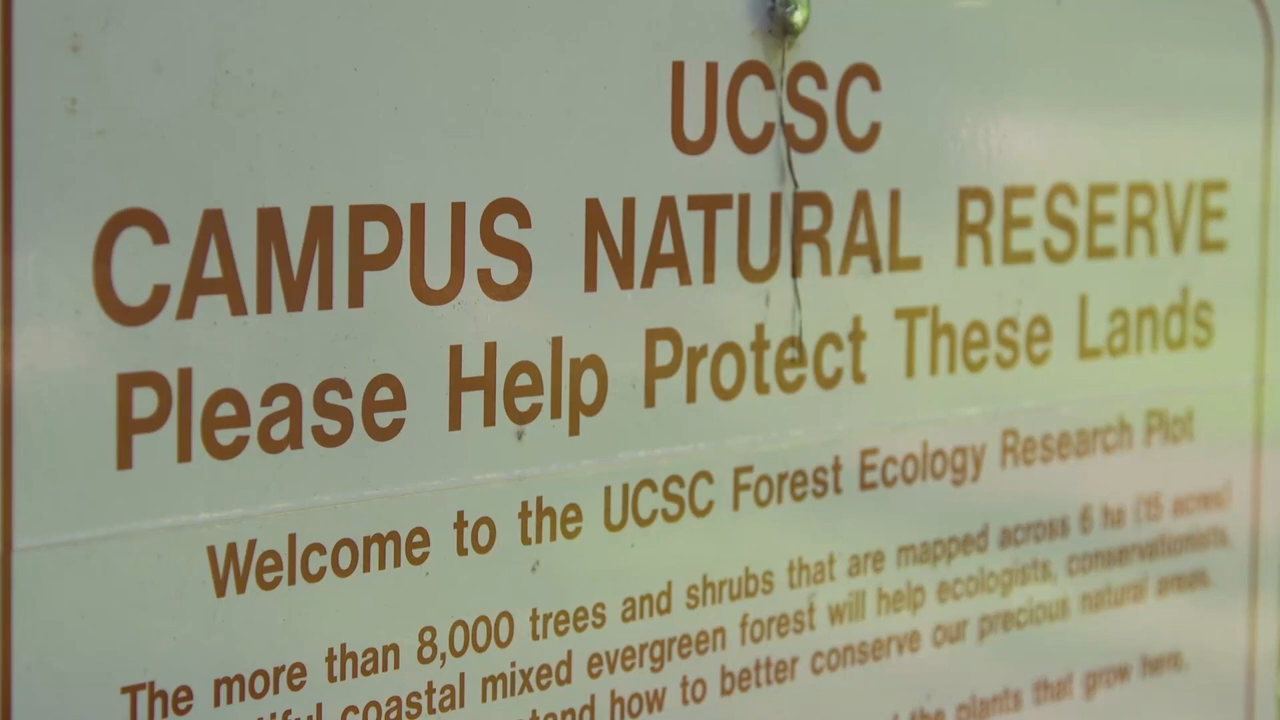 UCSC
CAMPUS NATURAL RESERVE
Please Help Protect These Lands
Welcome to the UCSC Forest Ecology Research Plot
The more than 8,000 trees and shrubs that are mapped across 6 ha (15 acres)
coastal mixed evergreen forest will help ecologists, conservationists,
how to better conserve our precious natural areas.
the plants that grow here.